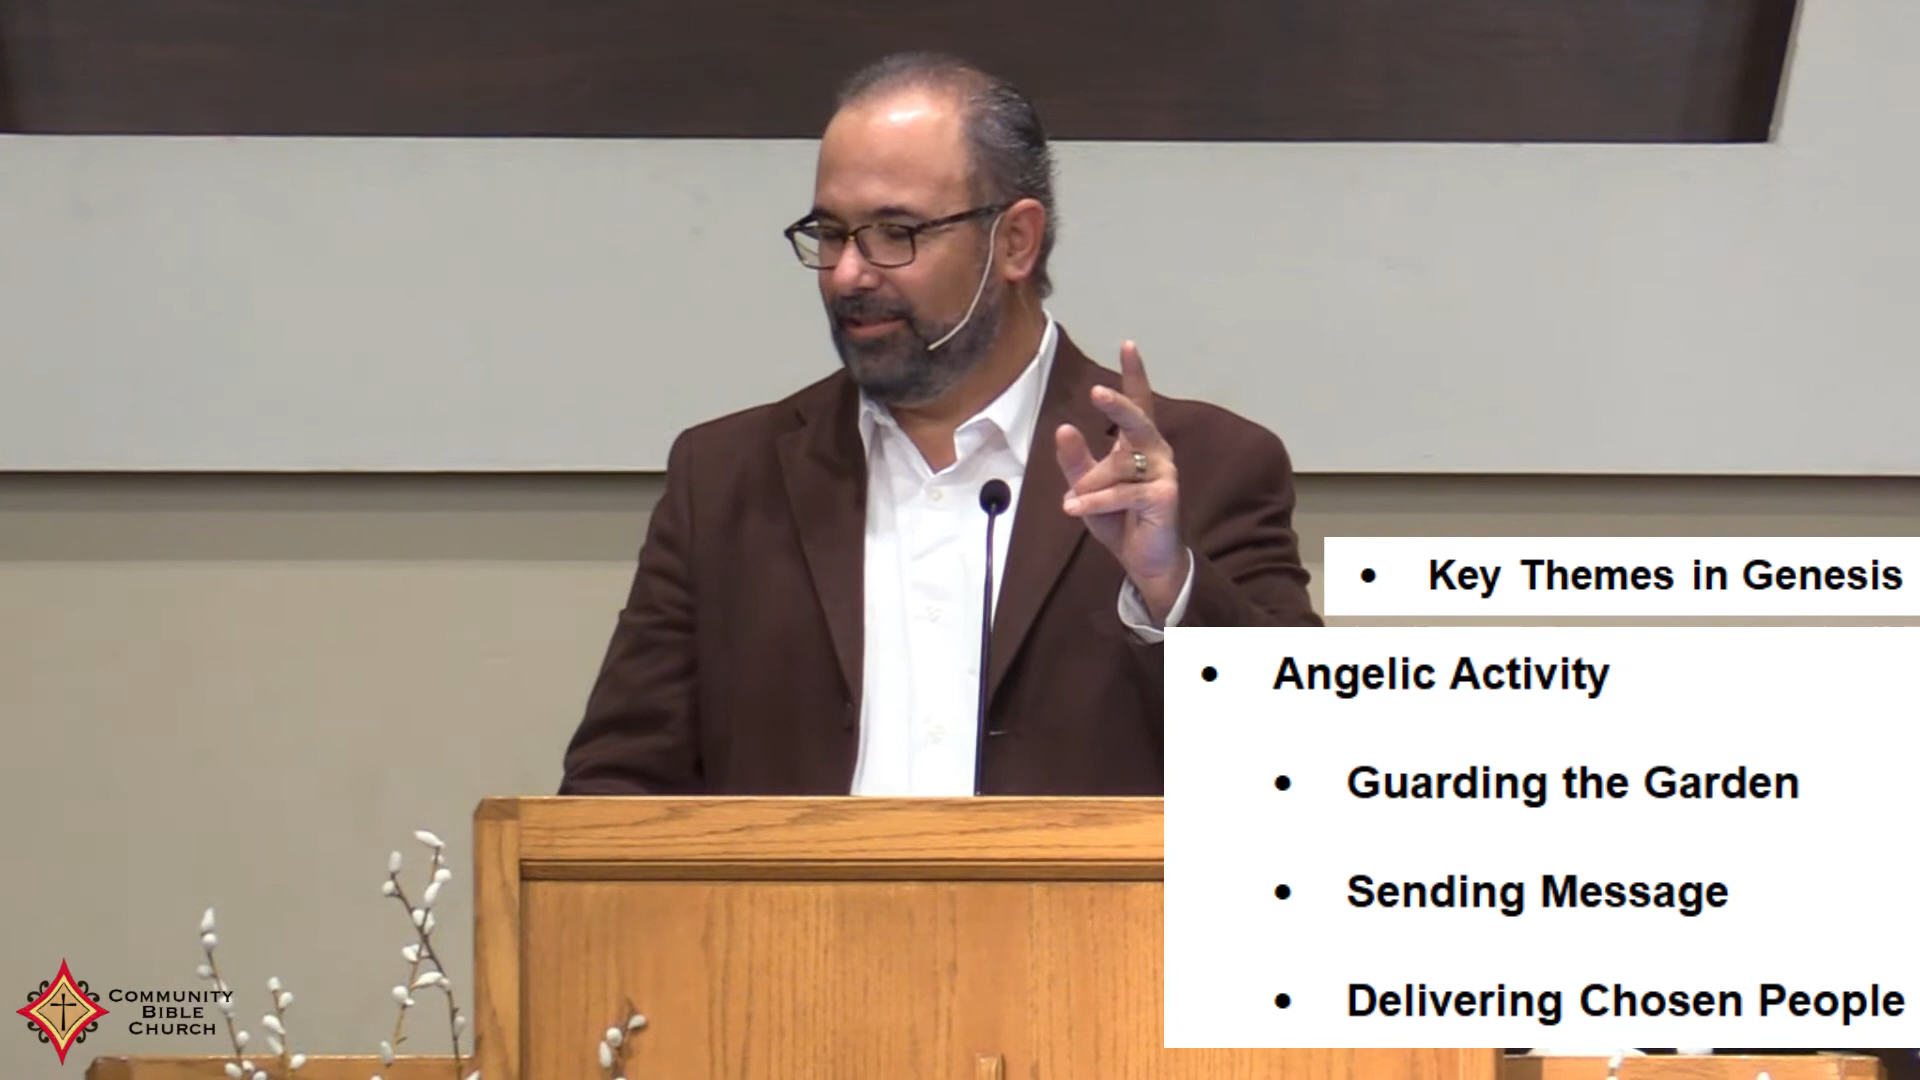 • Key Themes in Genesis
• Angelic Activity
• Guarding the Garden
• Sending Message
• Delivering Chosen People
COMMUNITY
BIBLE
CHURCH